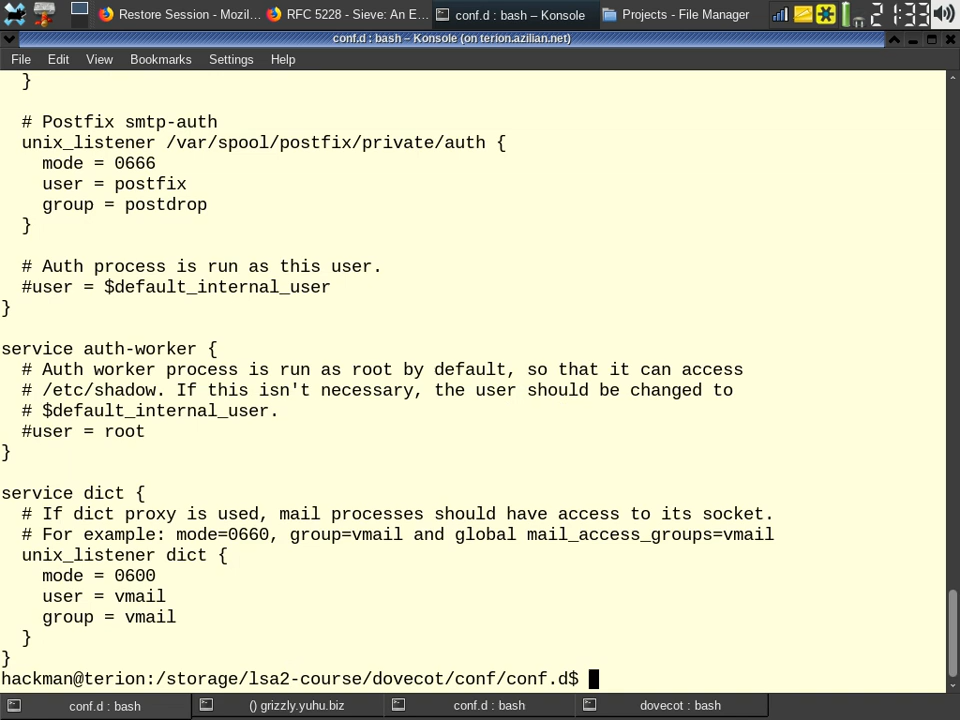 Restore Session - Mozil... RFC 5228 - Sieve: An E... conf.d : bash – Konsole Projects - File Manager 21:33
conf.d : bash – Konsole (on terion.azilian.net)
File Edit View Bookmarks Settings Help
}
# Postfix smtp-auth
unix_listener /var/spool/postfix/private/auth {
mode = 0666
user = postfix
group = postdrop
}
# Auth process is run as this user.
#user = $default_internal_user
}
service auth-worker {
# Auth worker process is run as root by default, so that it can access
# /etc/shadow. If this isn't necessary, the user should be changed to
# $default_internal_user.
#user = root
}
service dict {
# If dict proxy is used, mail processes should have access to its socket.
# For example: mode=0660, group=vmail and global mail_access_groups=vmail
unix_listener dict {
mode = 0600
user = vmail
group = vmail
}
}
hackman@terion:/storage/lsa2-course/dovecot/conf/conf.d$
conf.d : bash () grizzly.yuhu.biz conf.d : bash dovecot : bash